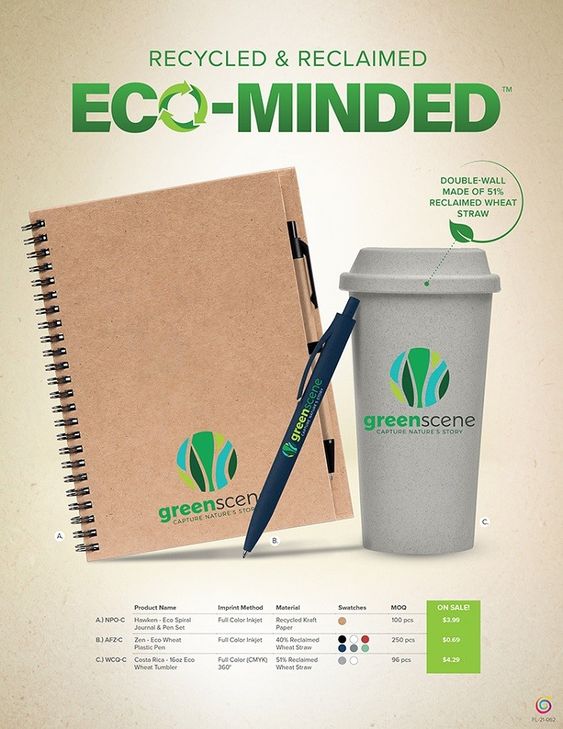 RECYCLED & RECLAIMED
ECO-MINDED™
DOUBLE-WALL
MADE OF 51%
RECLAIMED WHEAT
STRAW
greenscene
CAPTURE NATURE'S STORY
greenscene
CAPTURE NATURE'S STORY
greenscen
CAPTURE NATURE'S STORY
A.
B.
C.
Product Name Imprint Method Material Swatches MOQ ON SALE!
A.) NPO-C Hawken - Eco Spiral Journal & Pen Set Full Color Inkjet Recycled Kraft Paper 100 pcs $3.99
B.) AFZ-C Zen - Eco Wheat Plastic Pen Full Color Inkjet 40% Reclaimed Wheat Straw 250 pcs $0.69
C.) WCQ-C Costa Rica - 16oz Eco Wheat Tumbler Full Color (CMYK) 360° 51% Reclaimed Wheat Straw 96 pcs $4.29
FL-21-062